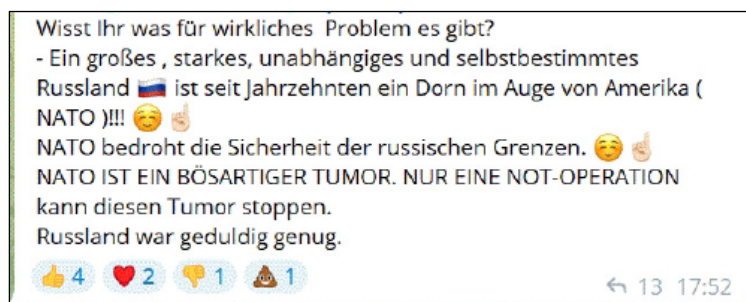 Wisst Ihr was für wirkliches Problem es gibt?
- Ein großes , starkes, unabhängiges und selbstbestimmtes
Russland 🇷🇺 ist seit Jahrzehnten ein Dorn im Auge von Amerika (
NATO )!!! ☺️ ☝🏻
NATO bedroht die Sicherheit der russischen Grenzen. ☺️ ☝🏻
NATO IST EIN BÖSARTIGER TUMOR. NUR EINE NOT-OPERATION
kann diesen Tumor stoppen.
Russland war geduldig genug.
👍 4 ❤️ 2 👎 1 💩 1 13 17:52